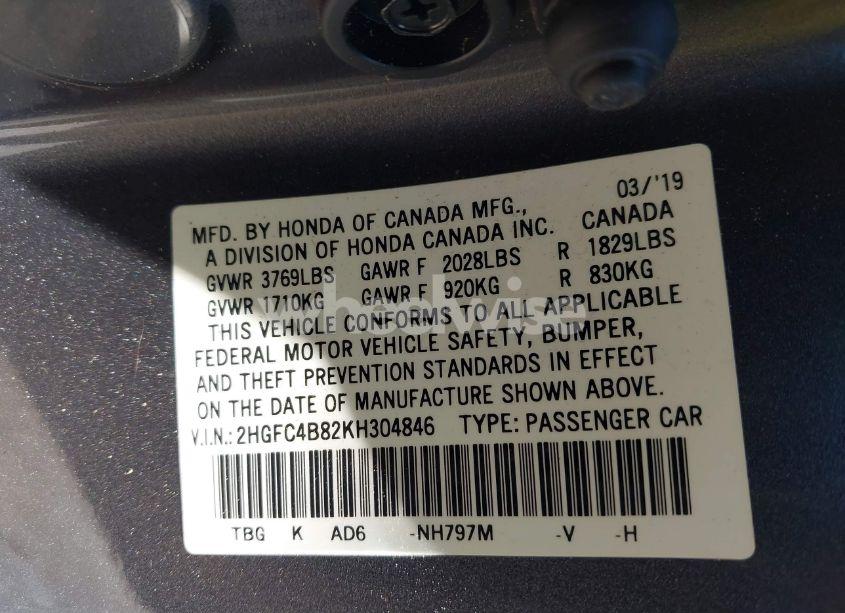 03/'19
MFD. BY HONDA OF CANADA MFG.,
A DIVISION OF HONDA CANADA INC. CANADA
GVWR 3769LBS GAWR F 2028LBS R 1829LBS
GVWR 1710KG GAWR F 920KG R 830KG
THIS VEHICLE CONFORMS TO ALL APPLICABLE
FEDERAL MOTOR VEHICLE SAFETY, BUMPER,
AND THEFT PREVENTION STANDARDS IN EFFECT
ON THE DATE OF MANUFACTURE SHOWN ABOVE.
V.I.N.: 2HGFC4B82KH304846 TYPE: PASSENGER CAR
TBG K AD6 -NH797M -V -H
wheelwise